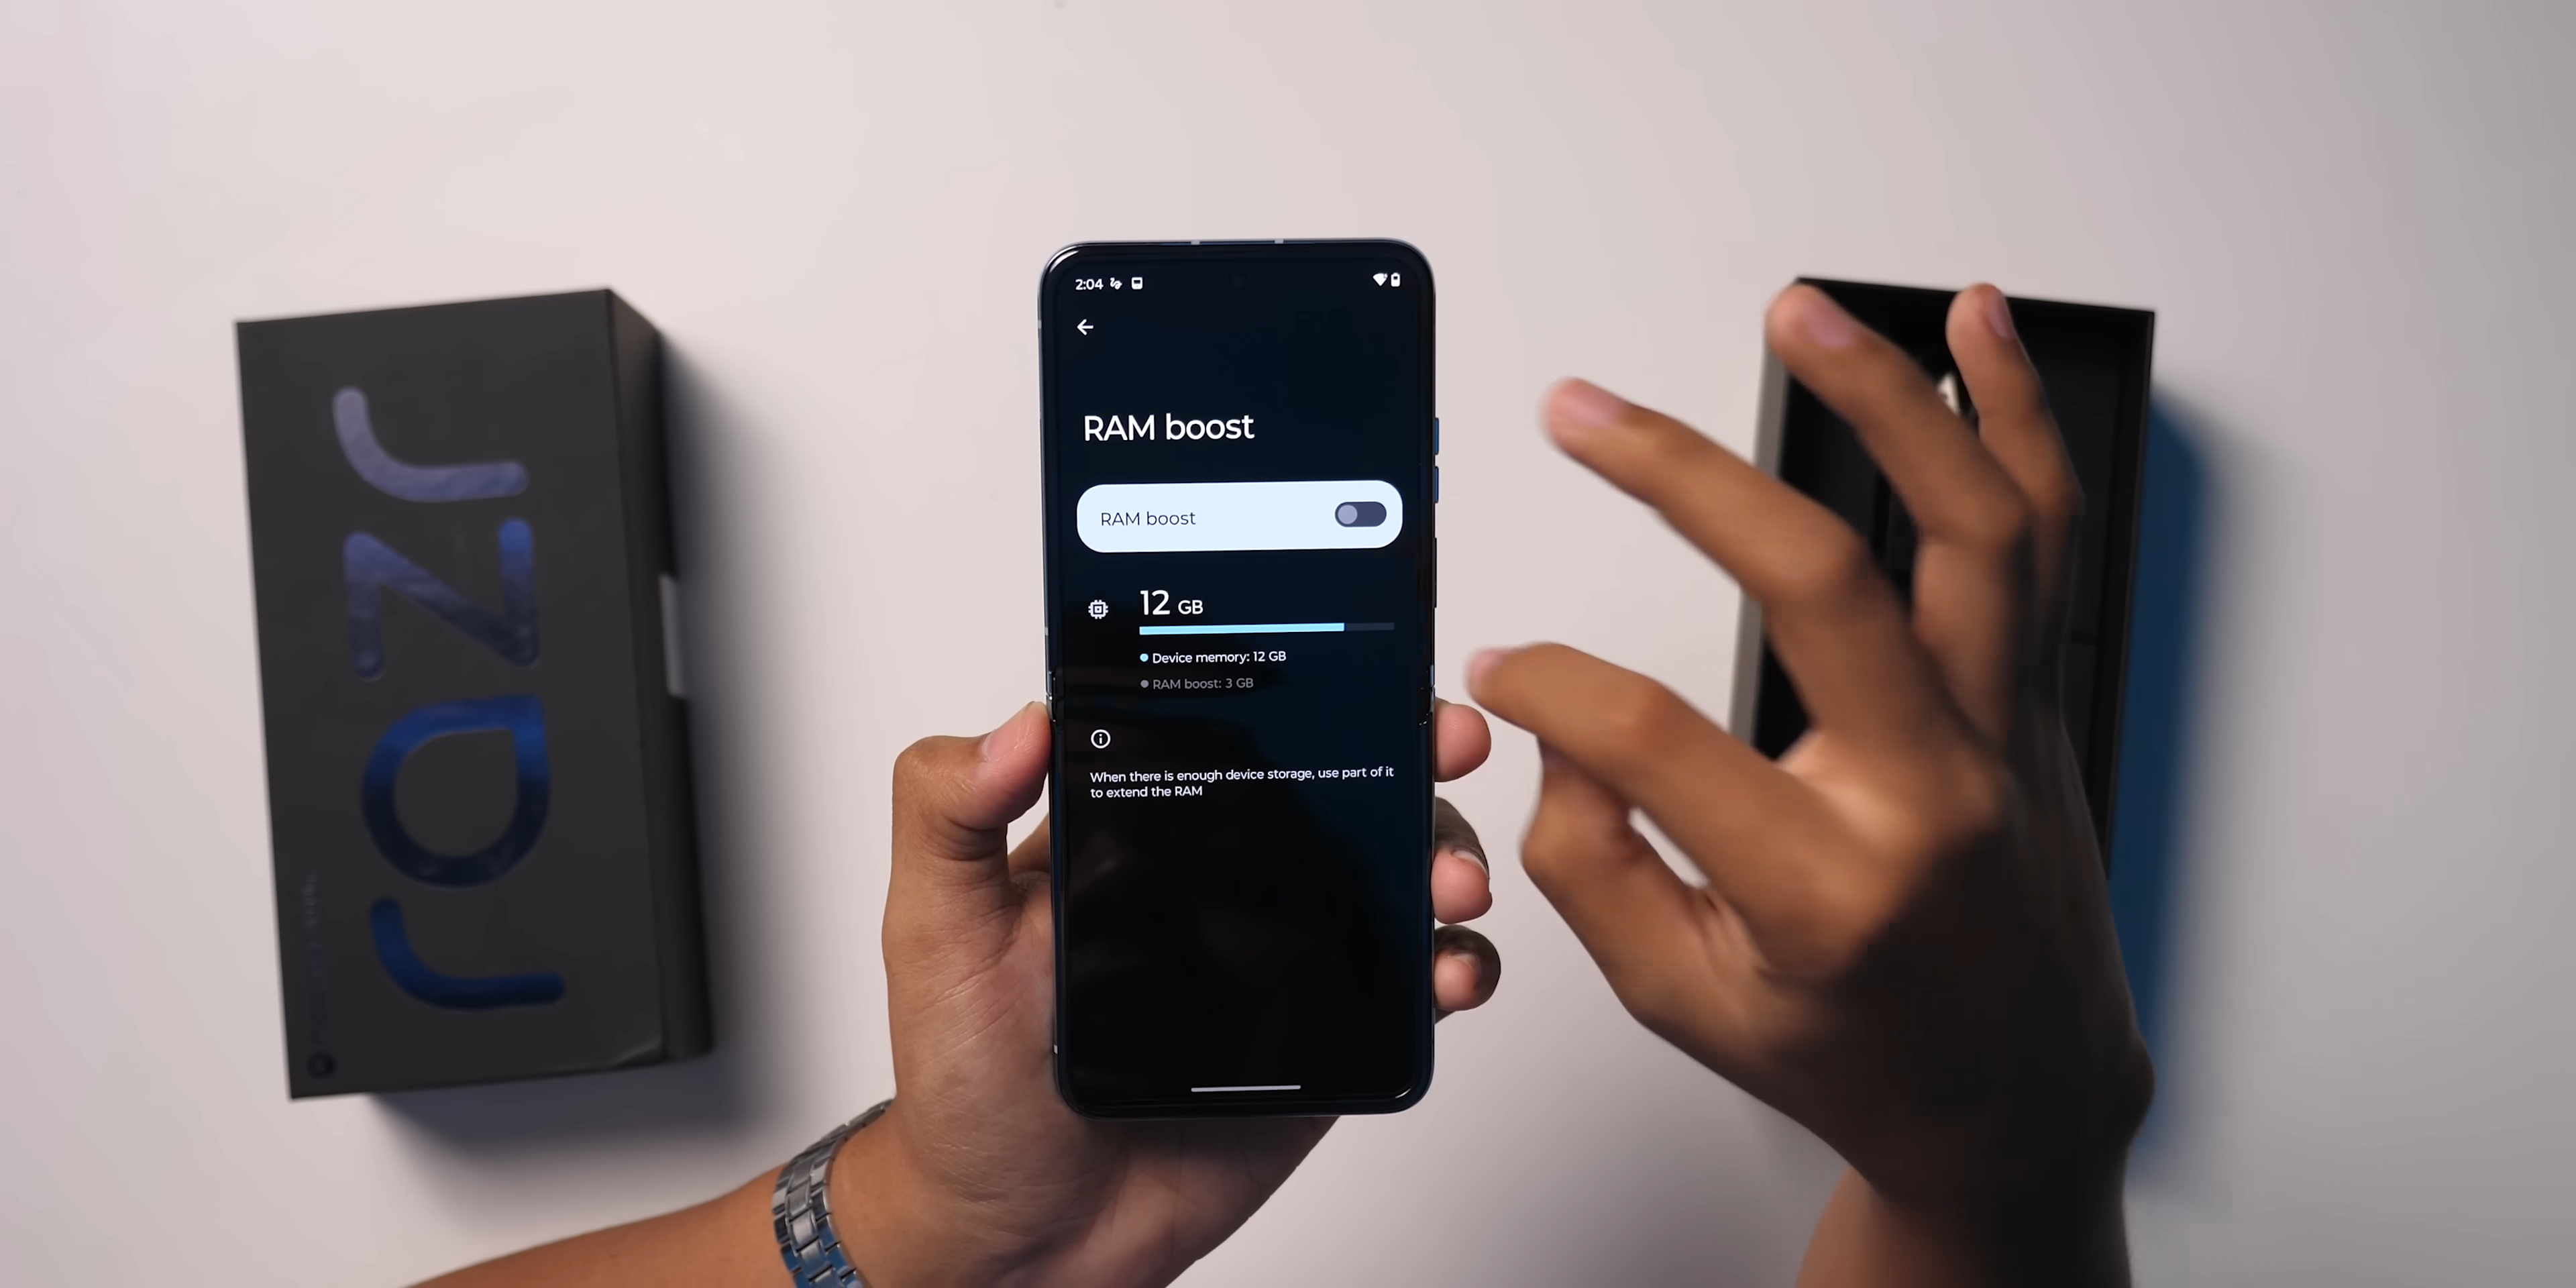 razr
2:04
RAM boost
RAM boost
12 GB
Device memory: 12 GB
RAM boost: 3 GB
When there is enough device storage, use part of it
to extend the RAM